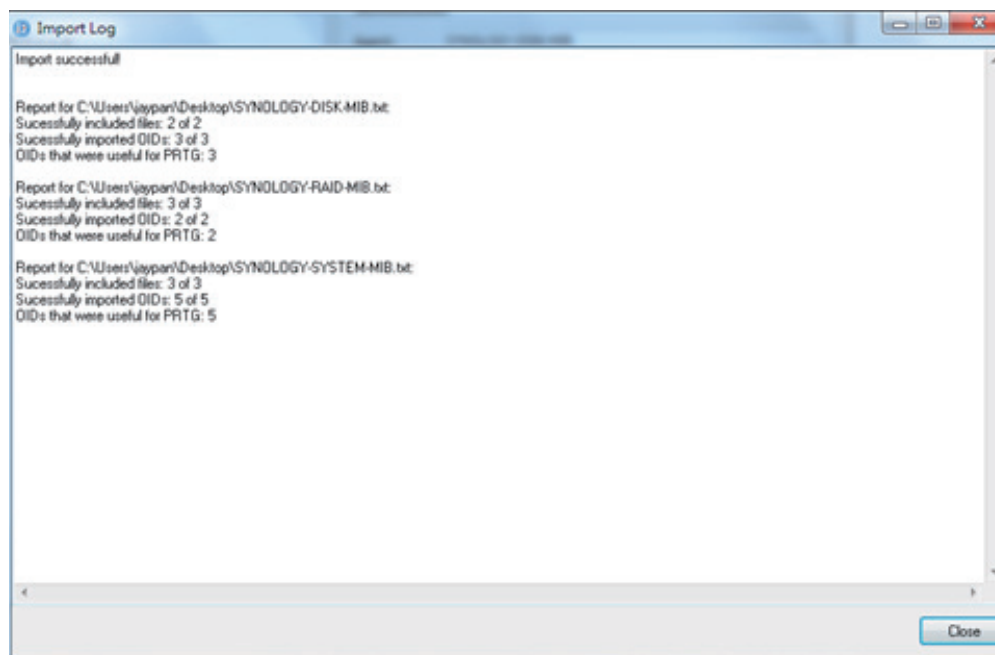 Import Log
Import successful!
Report for C:\Users\jaypan\Desktop\SYNOLOGY-DISK-MIB.txt:
Sucessfully included files: 2 of 2
Sucessfully imported OIDs: 3 of 3
OIDs that were useful for PRTG: 3
Report for C:\Users\jaypan\Desktop\SYNOLOGY-RAID-MIB.txt:
Sucessfully included files: 3 of 3
Sucessfully imported OIDs: 2 of 2
OIDs that were useful for PRTG: 2
Report for C:\Users\jaypan\Desktop\SYNOLOGY-SYSTEM-MIB.txt:
Sucessfully included files: 3 of 3
Sucessfully imported OIDs: 5 of 5
OIDs that were useful for PRTG: 5
Close